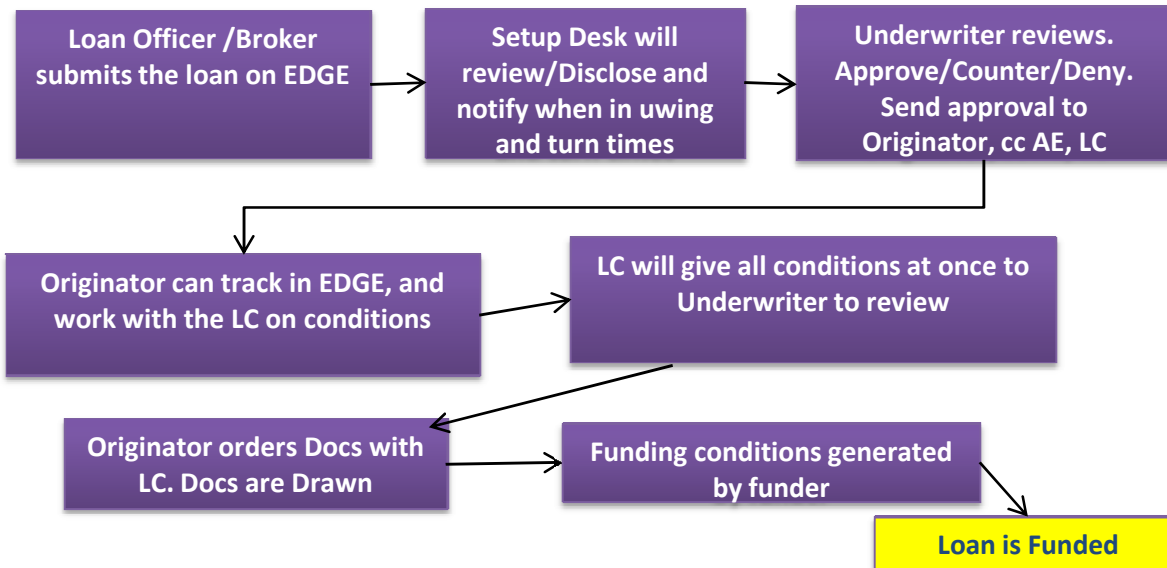 Loan Officer /Broker
submits the loan on EDGE
Setup Desk will
review/Disclose and
notify when in uwing
and turn times
Underwriter reviews.
Approve/Counter/Deny.
Send approval to
Originator, cc AE, LC
Originator can track in EDGE, and
work with the LC on conditions
LC will give all conditions at once to
Underwriter to review
Originator orders Docs with
LC. Docs are Drawn
Funding conditions generated
by funder
Loan is Funded